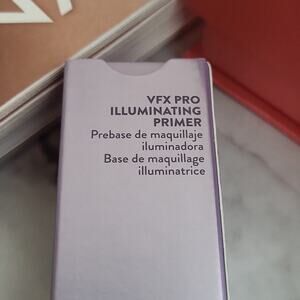 VFX PRO
ILLUMINATING
PRIMER
Prebase de maquillaje
iluminadora
Base de maquillage
illuminatrice